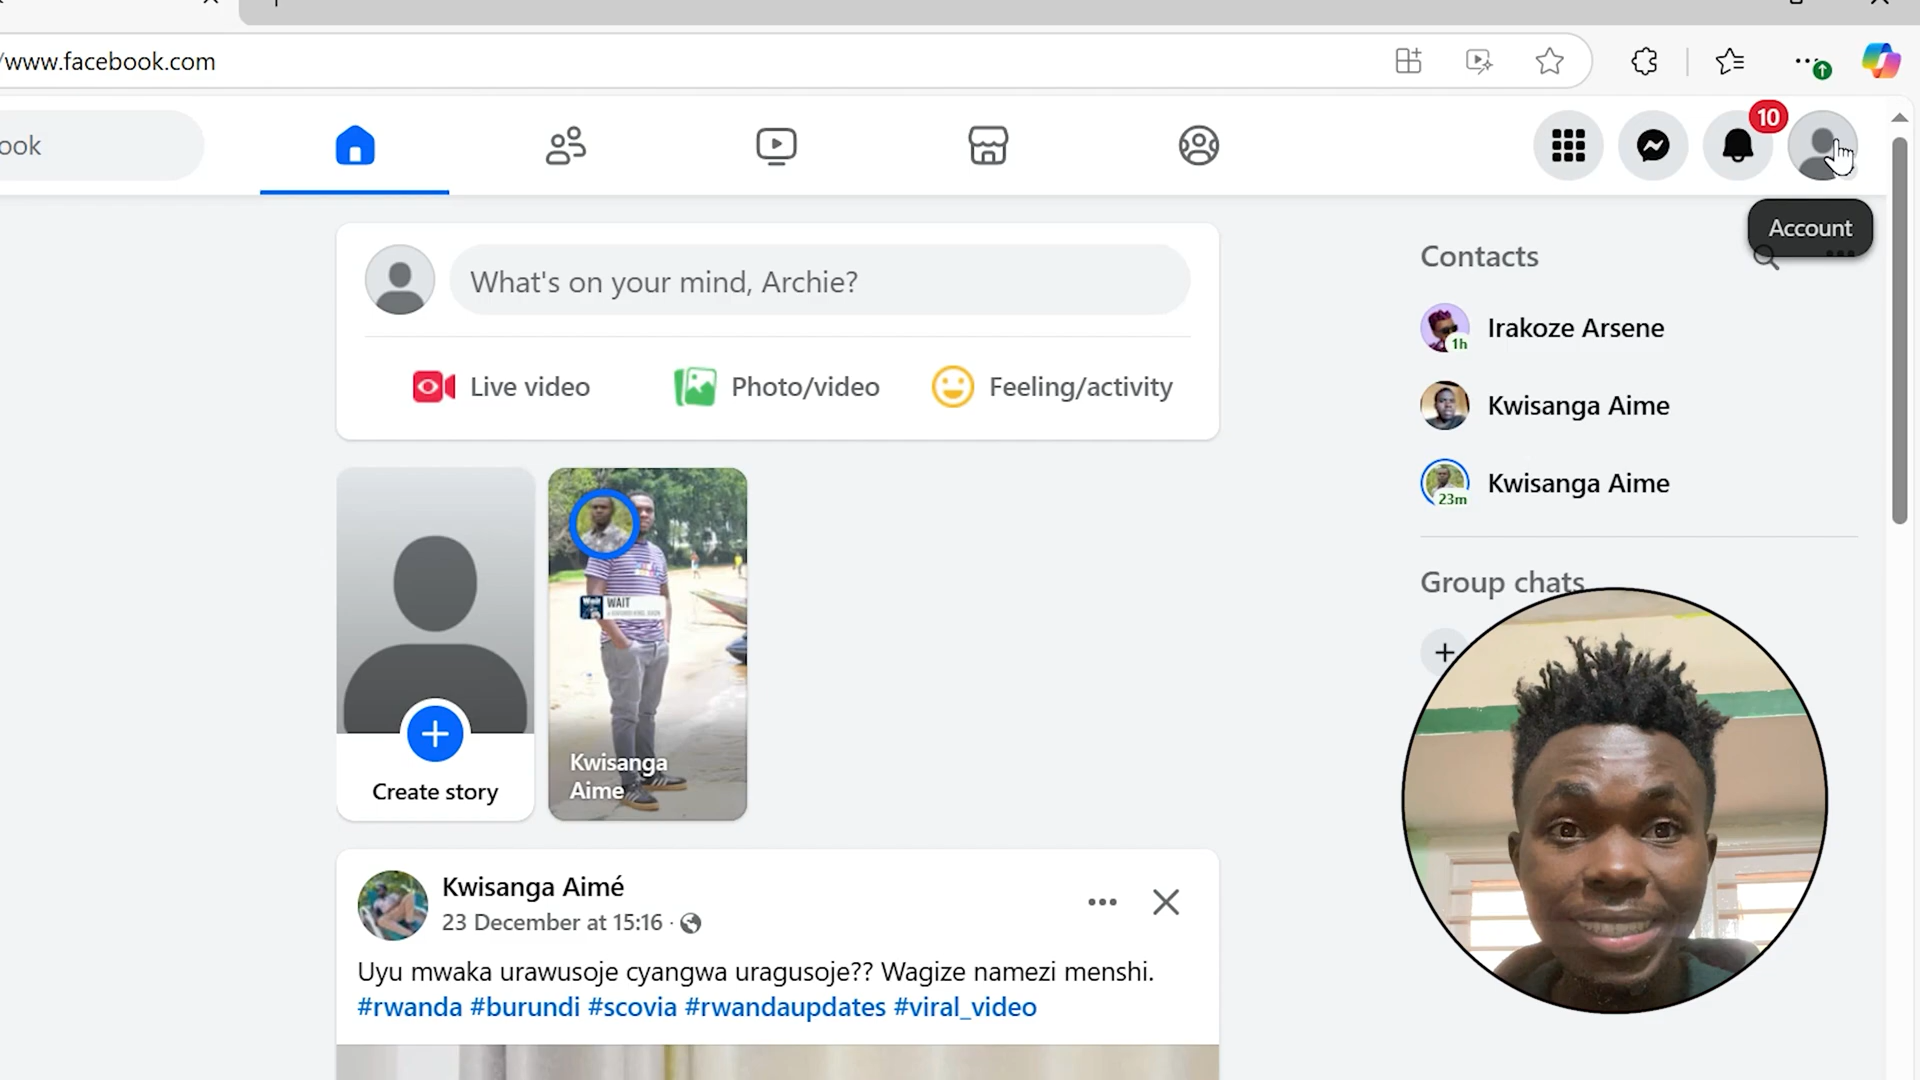 /www.facebook.com
ook
10
Account
What's on your mind, Archie?
Live video
Photo/video
Feeling/activity
Contacts
Irakoze Arsene
1h
Kwisanga Aime
Kwisanga Aime
23m
Group chats
WAIT
Kwisanga
Aime
Create story
Kwisanga Aimé
23 December at 15:16 ·
Uyu mwaka urawusoje cyangwa uragusoje?? Wagize namezi menshi.
#rwanda #burundi #scovia #rwandaupdates #viral_video